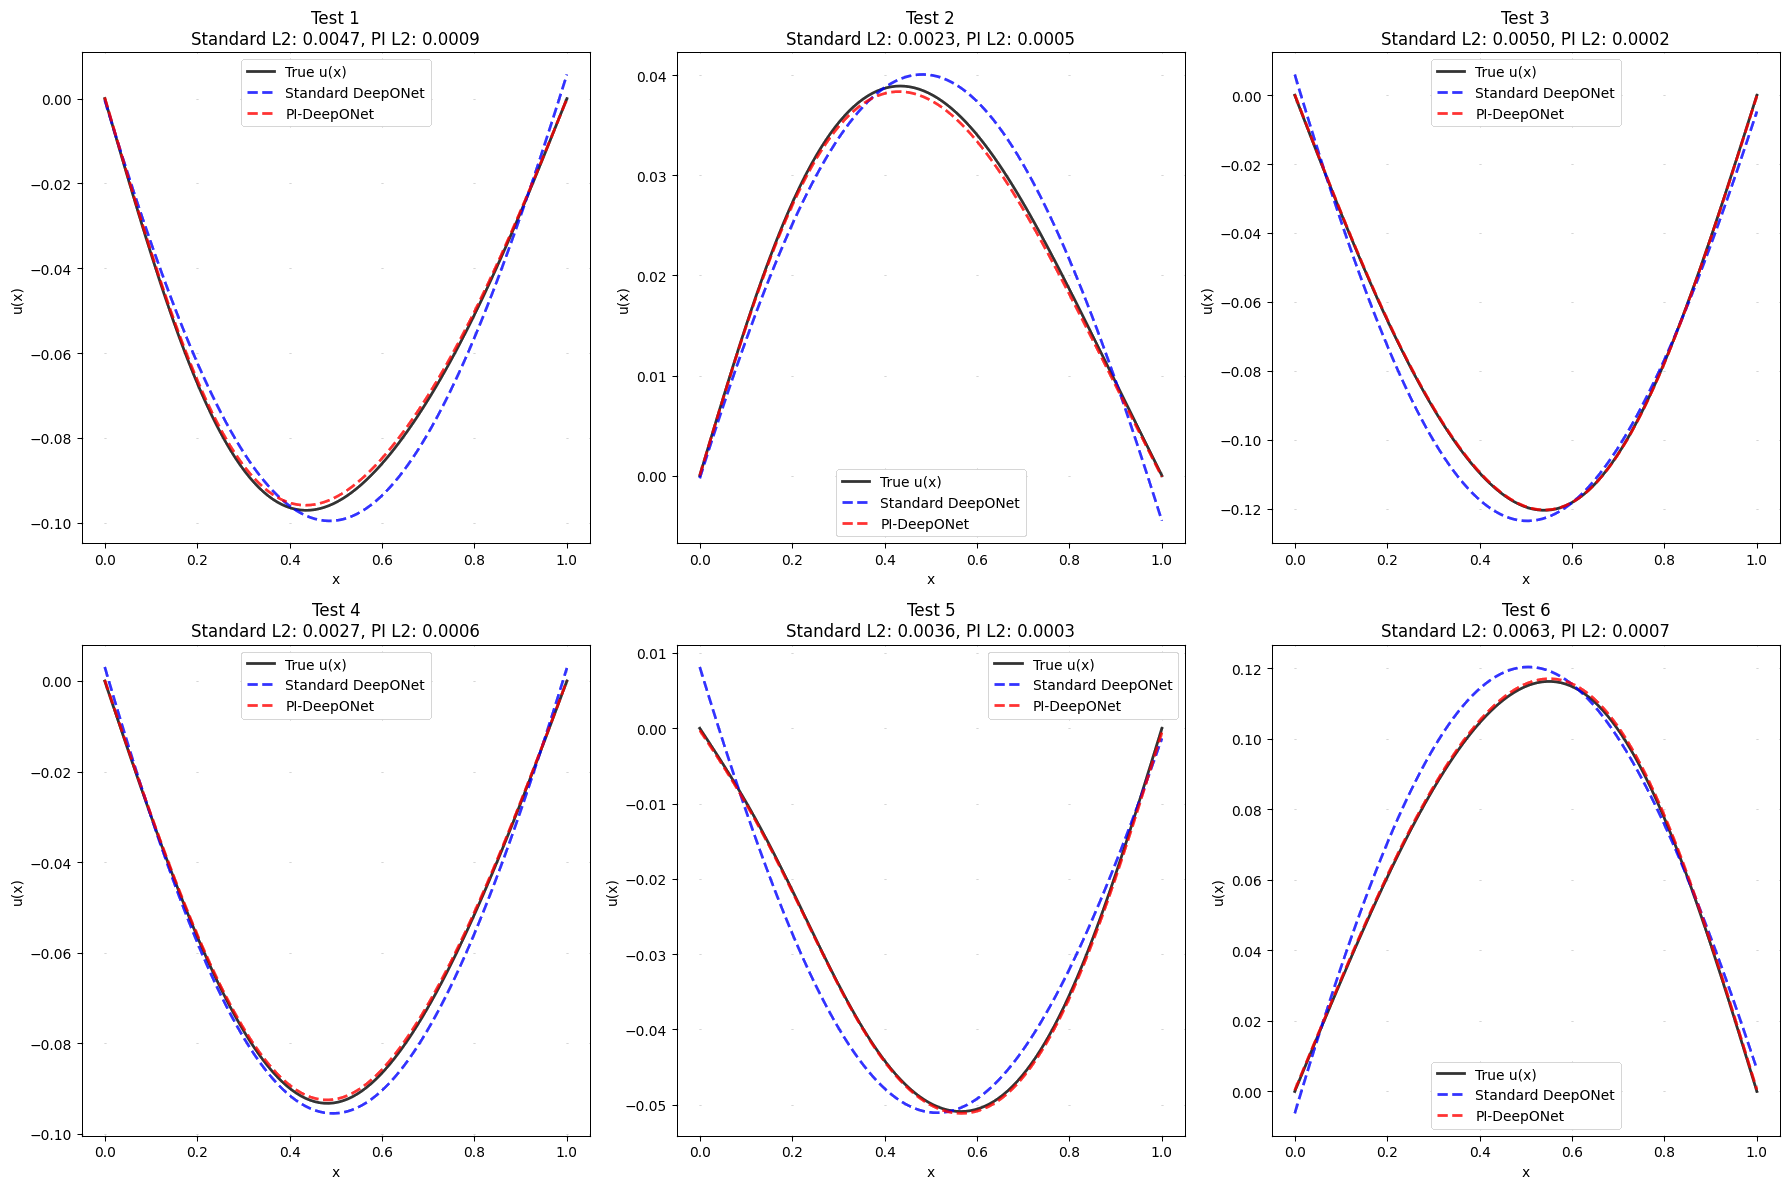 Test 1
Standard L2: 0.0047, PI L2: 0.0009
True u(x)
Standard DeepONet
PI-DeepONet
0.00
−0.02
−0.04
−0.06
−0.08
−0.10
u(x)
0.0 0.2 0.4 0.6 0.8 1.0
x
Test 2
Standard L2: 0.0023, PI L2: 0.0005
0.04
0.03
0.02
0.01
0.00
u(x)
True u(x)
Standard DeepONet
PI-DeepONet
0.0 0.2 0.4 0.6 0.8 1.0
x
Test 3
Standard L2: 0.0050, PI L2: 0.0002
True u(x)
Standard DeepONet
PI-DeepONet
0.00
−0.02
−0.04
−0.06
−0.08
−0.10
−0.12
u(x)
0.0 0.2 0.4 0.6 0.8 1.0
x
Test 4
Standard L2: 0.0027, PI L2: 0.0006
True u(x)
Standard DeepONet
PI-DeepONet
0.00
−0.02
−0.04
−0.06
−0.08
−0.10
u(x)
0.0 0.2 0.4 0.6 0.8 1.0
x
Test 5
Standard L2: 0.0036, PI L2: 0.0003
True u(x)
Standard DeepONet
PI-DeepONet
0.01
0.00
−0.01
−0.02
−0.03
−0.04
−0.05
u(x)
0.0 0.2 0.4 0.6 0.8 1.0
x
Test 6
Standard L2: 0.0063, PI L2: 0.0007
0.12
0.10
0.08
0.06
0.04
0.02
0.00
u(x)
True u(x)
Standard DeepONet
PI-DeepONet
0.0 0.2 0.4 0.6 0.8 1.0
x